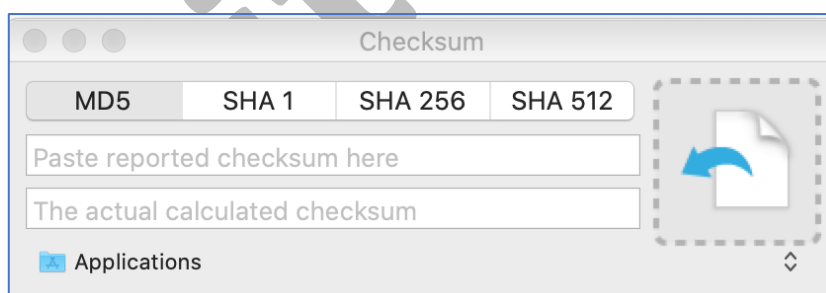 Checksum
MD5 SHA 1 SHA 256 SHA 512
Paste reported checksum here
The actual calculated checksum
Applications